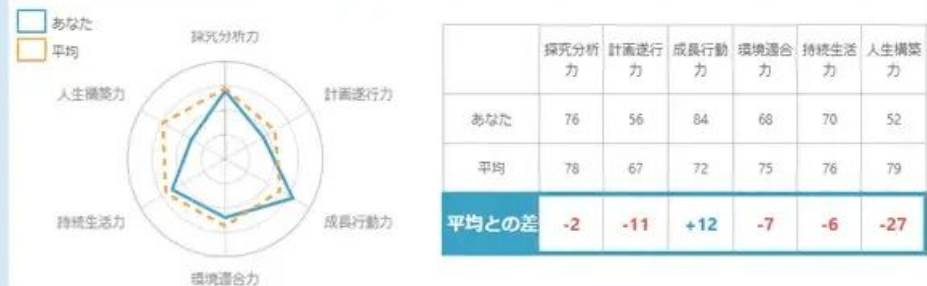 あなた
平均
探究分析力
人生構築力
計画遂行力
持続生活力
成長行動力
環境適合力
探究分析力 計画遂行力 成長行動力 環境適合力 持続生活力 人生構築力
あなた 76 56 84 68 70 52
平均 78 67 72 75 76 79
平均との差 -2 -11 +12 -7 -6 -27